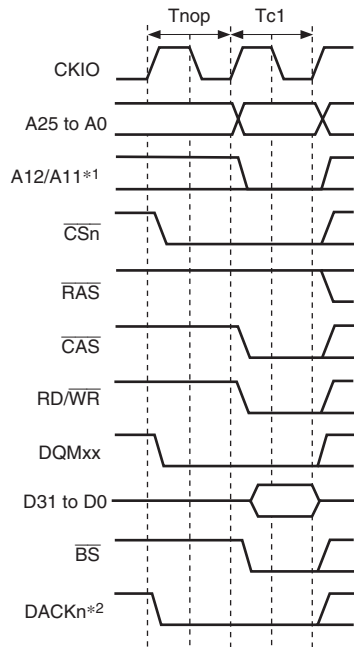 Tnop Tc1
CKIO
A25 to A0
A12/A11*1
CSn
RAS
CAS
RD/WR
DQMxx
D31 to D0
BS
DACKn*2